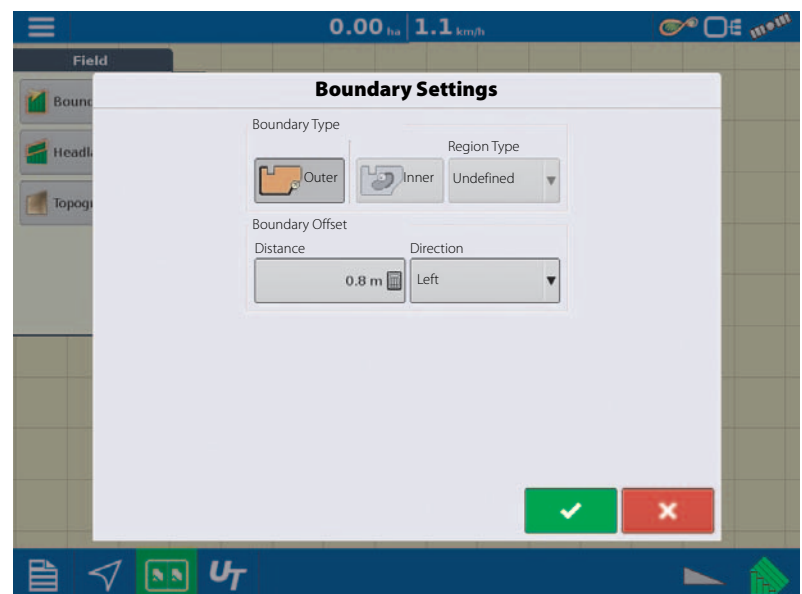 0.00 ha 1.1 km/h
Field
Boundary Settings
Bound
Headl
Topogr
Boundary Type
Region Type
Outer
Inner
Undefined
Boundary Offset
Distance
Direction
0.8 m
Left
UT